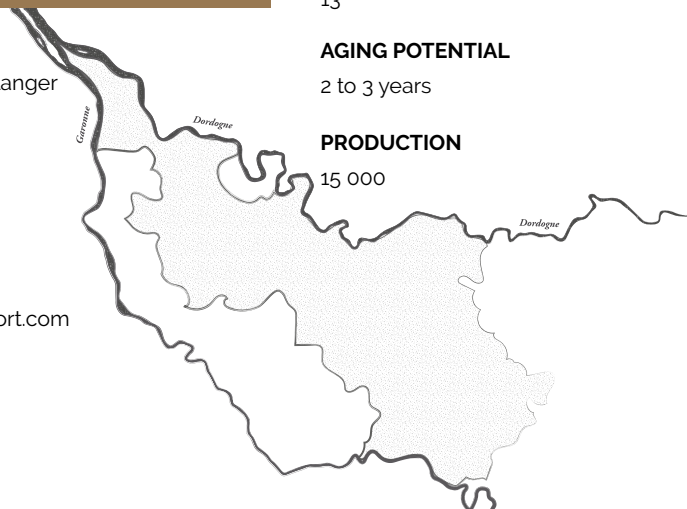 13
AGING POTENTIAL
anger
2 to 3 years
Garonne
Dordogne
PRODUCTION
15 000
Dordogne
ort.com